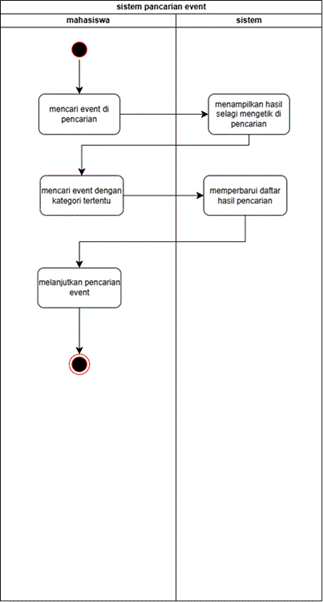 sistem pancarian event
mahasiswa
sistem
mencari event di
pencarian
menampilkan hasil
selagi mengetik di
pencarian
mencari event dengan
kategori tertentu
memperbarui daftar
hasil pencarian
melanjutkan pencarian
event